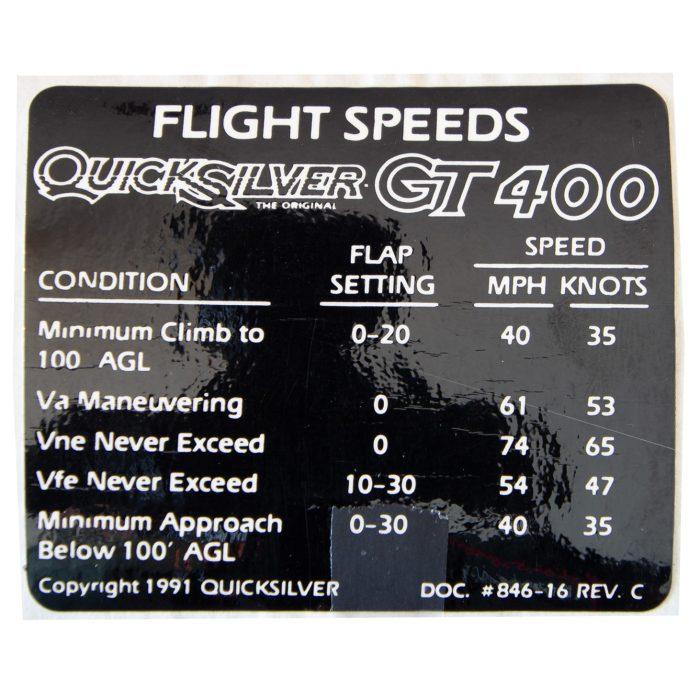 FLIGHT SPEEDS
QUICKSILVER GT 400
THE ORIGINAL
FLAP SPEED
CONDITION SETTING MPH KNOTS
Minimum Climb to 0-20 40 35
100 AGL
Va Maneuvering 0 61 53
Vne Never Exceed 0 74 65
Vfe Never Exceed 10-30 54 47
Minimum Approach 0-30 40 35
Below 100' AGL
Copyright 1991 QUICKSILVER DOC. #846-16 REV. C